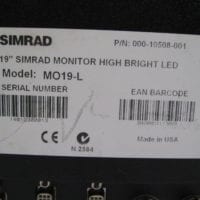 SIMRAD
P/N: 000-10508-001
19" SIMRAD MONITOR HIGH BRIGHT LED
Model: MO19-L
SERIAL NUMBER
EAN BARCODE
N 2584
Made in USA